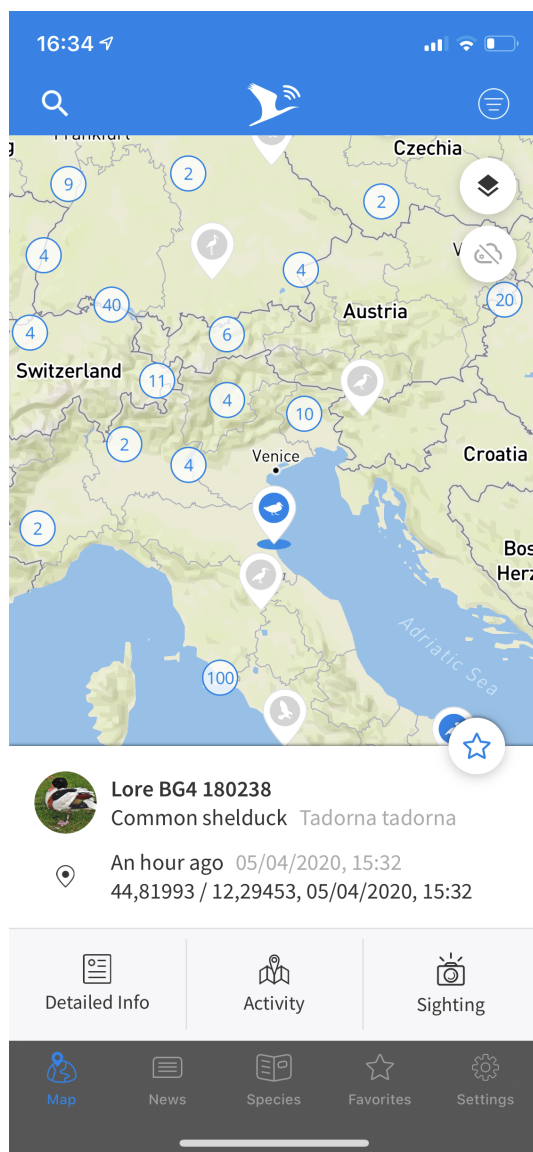 16:34
Frankfurt
Czechia
9
2
2
4
4
20
40
Austria
4
6
Switzerland
11
4
10
2
Croatia
Venice
4
2
Bos
Herz
Adriatic Sea
100
Lore BG4 180238
Common shelduck Tadorna tadorna
An hour ago 05/04/2020, 15:32
44,81993 / 12,29453, 05/04/2020, 15:32
Detailed Info Activity Sighting
Map News Species Favorites Settings